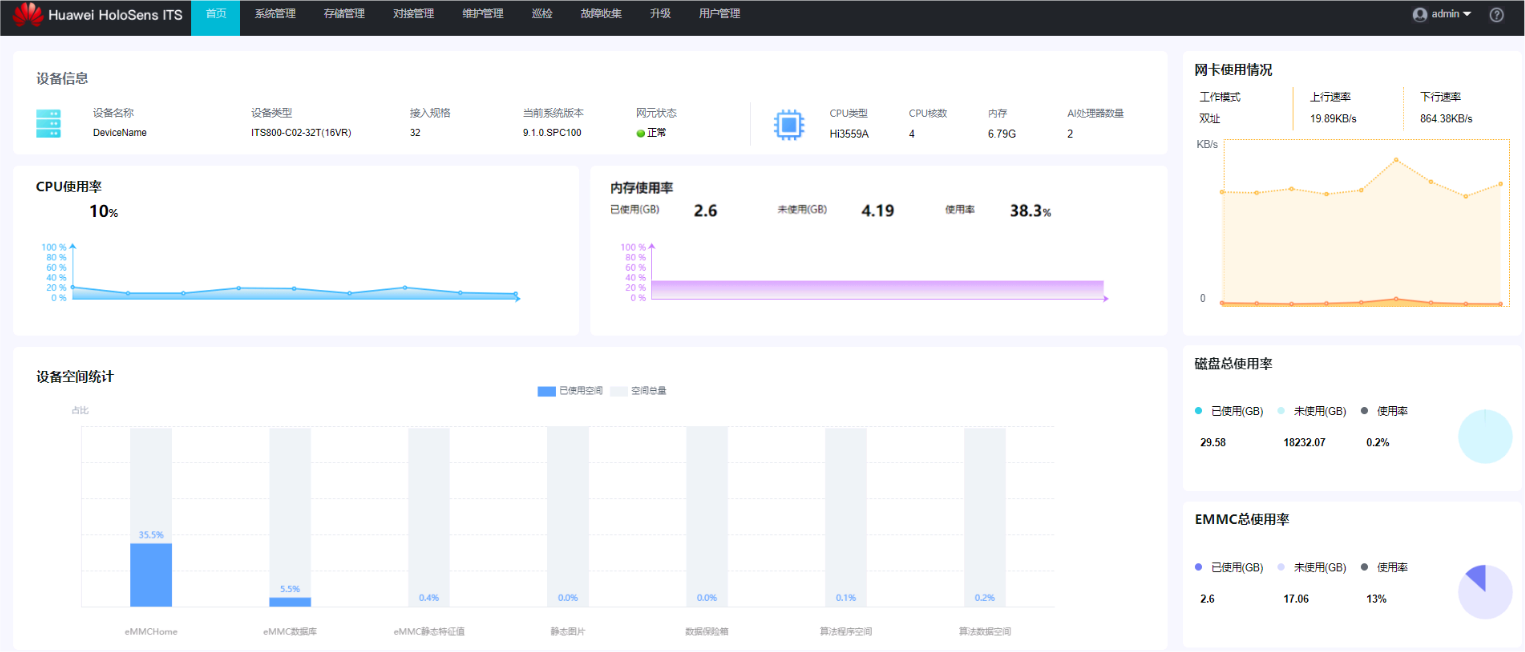 Huawei HoloSens ITS 首页 系统管理 存储管理 对接管理 维护管理 巡检 故障收集 升级 用户管理 admin ?
设备信息
设备名称 设备类型 接入规格 当前系统版本 网元状态 CPU类型 CPU核数 内存 AI处理器数量
DeviceName ITS800-C02-32T(16VR) 32 9.1.0.SPC100 正常 Hi3559A 4 6.79G 2
网卡使用情况
工作模式 上行速率 下行速率
双址 19.89KB/s 864.38KB/s
KB/s
0
CPU使用率
10%
100 %
80 %
60 %
40 %
20 %
0 %
内存使用率
已使用(GB) 2.6 未使用(GB) 4.19 使用率 38.3%
100 %
80 %
60 %
40 %
20 %
0 %
设备空间统计
已使用空间 空间总量
占比
35.5% 5.5% 0.4% 0.0% 0.0% 0.1% 0.2%
eMMCHome eMMC数据库 eMMC静态特征值 静态图片 数据保险箱 算法程序空间 算法数据空间
磁盘总使用率
已使用(GB) 未使用(GB) 使用率
29.58 18232.07 0.2%
EMMC总使用率
已使用(GB) 未使用(GB) 使用率
2.6 17.06 13%